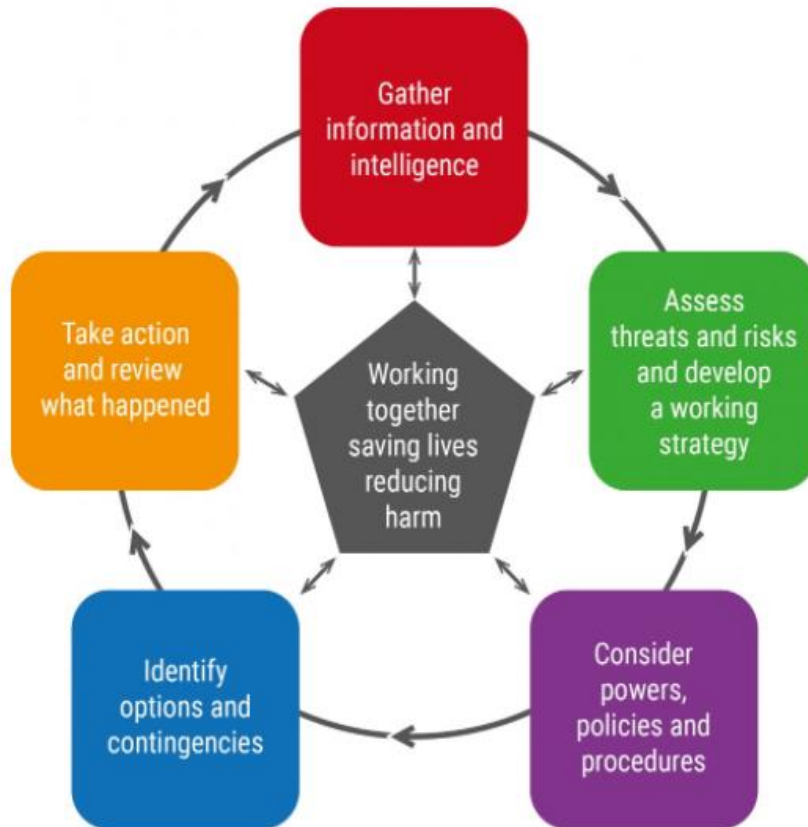 Gather
information and
intelligence
Assess
threats and risks
and develop
a working
strategy
Consider
powers,
policies and
procedures
Identify
options and
contingencies
Take action
and review
what happened
Working
together
saving lives
reducing
harm